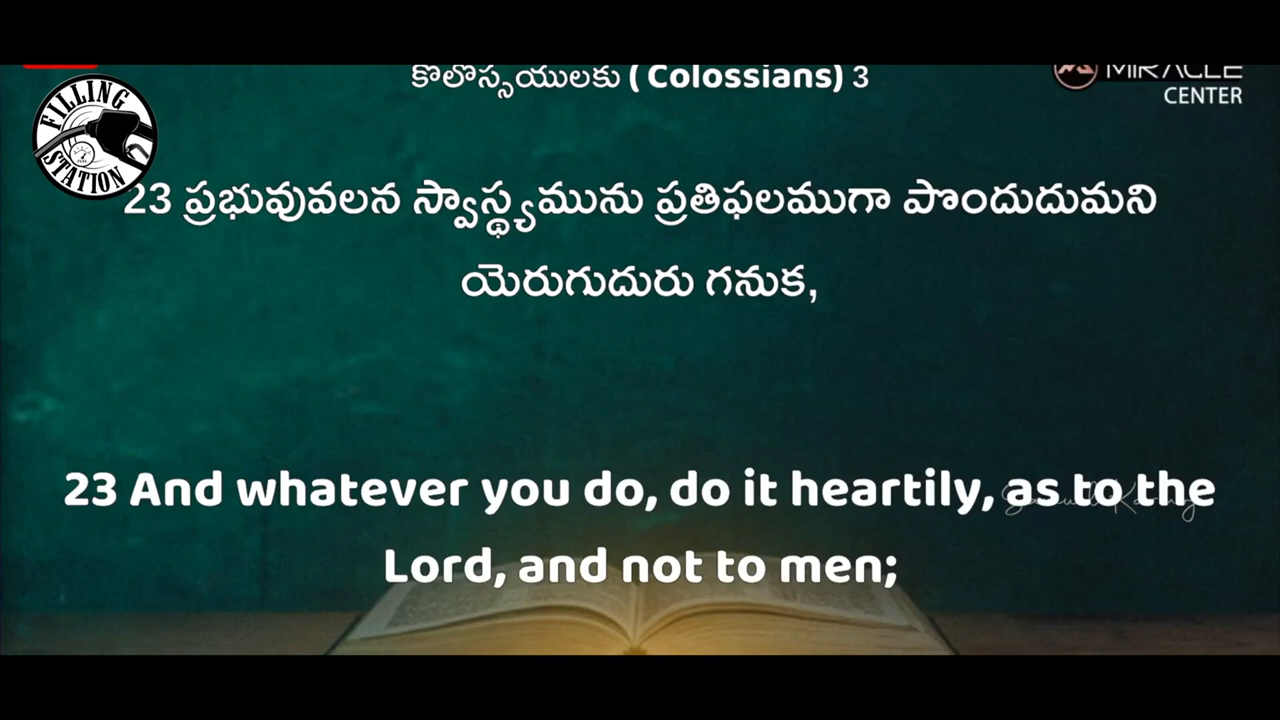 కొలొస్సయులకు ( Colossians) 3
FILLING
STATION
MIRACLE
CENTER
23 ప్రభువువలన స్వాస్థ్యమును ప్రతిఫలముగా పొందుదుమని
యెరుగుదురు గనుక,
23 And whatever you do, do it heartily, as to the
Lord, and not to men;